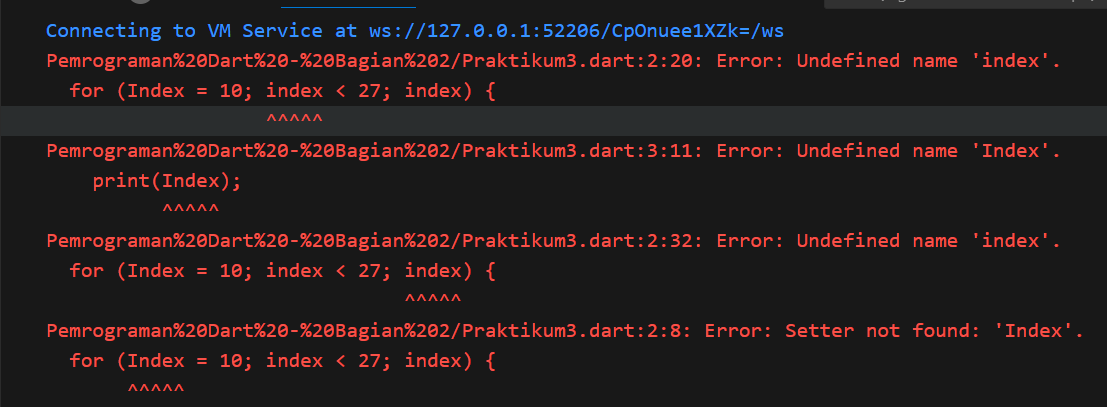 Connecting to VM Service at ws://127.0.0.1:52206/CpOnuee1XZk=/ws
Pemrograman%20Dart%20-%20Bagian%202/Praktikum3.dart:2:20: Error: Undefined name 'index'.
  for (Index = 10; index < 27; index) {
                   ^^^^^
Pemrograman%20Dart%20-%20Bagian%202/Praktikum3.dart:3:11: Error: Undefined name 'Index'.
    print(Index);
          ^^^^^
Pemrograman%20Dart%20-%20Bagian%202/Praktikum3.dart:2:32: Error: Undefined name 'index'.
  for (Index = 10; index < 27; index) {
                               ^^^^^
Pemrograman%20Dart%20-%20Bagian%202/Praktikum3.dart:2:8: Error: Setter not found: 'Index'.
  for (Index = 10; index < 27; index) {
       ^^^^^